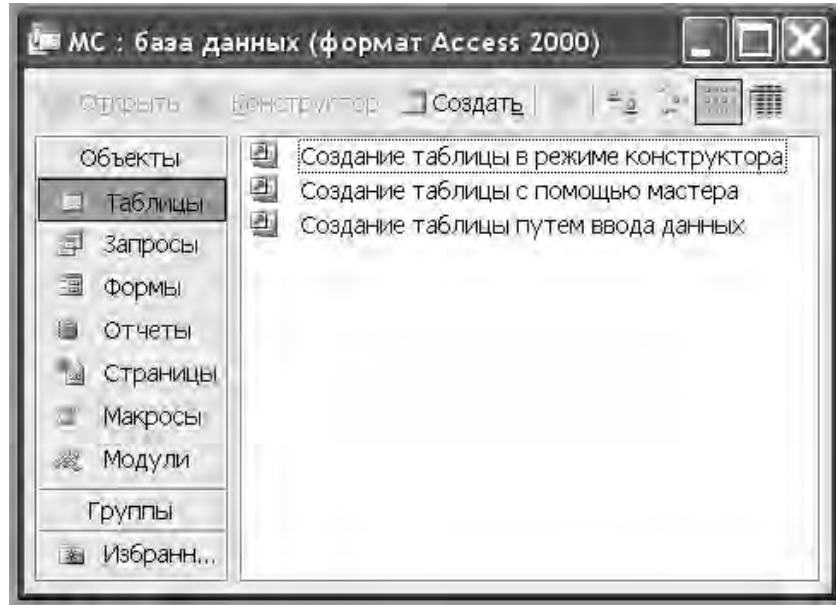 МС : база данных (формат Access 2000)
Открыть Конструктор Создать
Объекты
Таблицы
Запросы
Формы
Отчеты
Страницы
Макросы
Модули
Группы
Избранн...
Создание таблицы в режиме конструктора
Создание таблицы с помощью мастера
Создание таблицы путем ввода данных